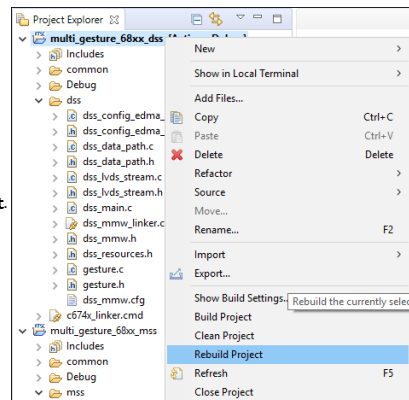 Project Explorer
multi_gesture_68xx_dss [Active - Debug]
Includes
common
Debug
dss
dss_config_edma_
dss_config_edma_
dss_data_path.c
dss_data_path.h
dss_lvds_stream.c
dss_lvds_stream.h
dss_main.c
dss_mmw_linker.c
dss_mmw.h
dss_resources.h
gesture.c
gesture.h
dss_mmw.cfg
c674x_linker.cmd
multi_gesture_68xx_mss
Includes
common
Debug
mss
t.
New
Show in Local Terminal
Add Files...
Copy Ctrl+C
Paste Ctrl+V
Delete Delete
Refactor
Source
Move...
Rename... F2
Import
Export...
Show Build Settings...
Rebuild the currently selec
Build Project
Clean Project
Rebuild Project
Refresh F5
Close Project